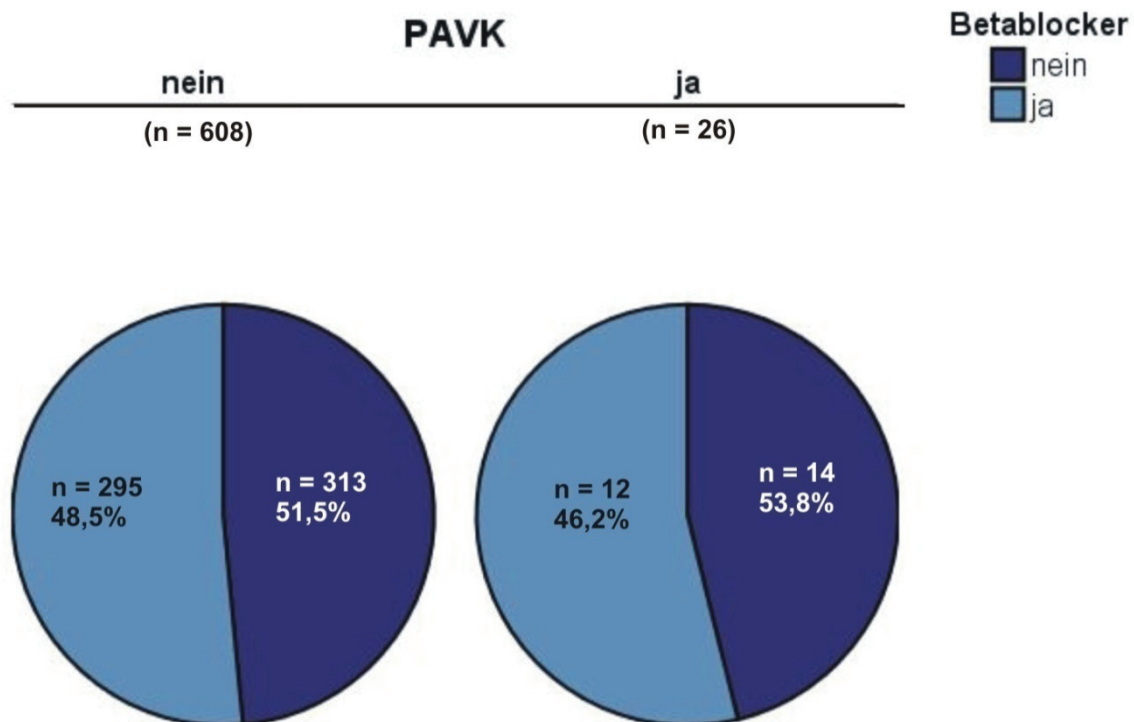 PAVK
nein ja
(n = 608) (n = 26)
Betablocker
nein
ja
n = 295
48,5%
n = 313
51,5%
n = 12
46,2%
n = 14
53,8%